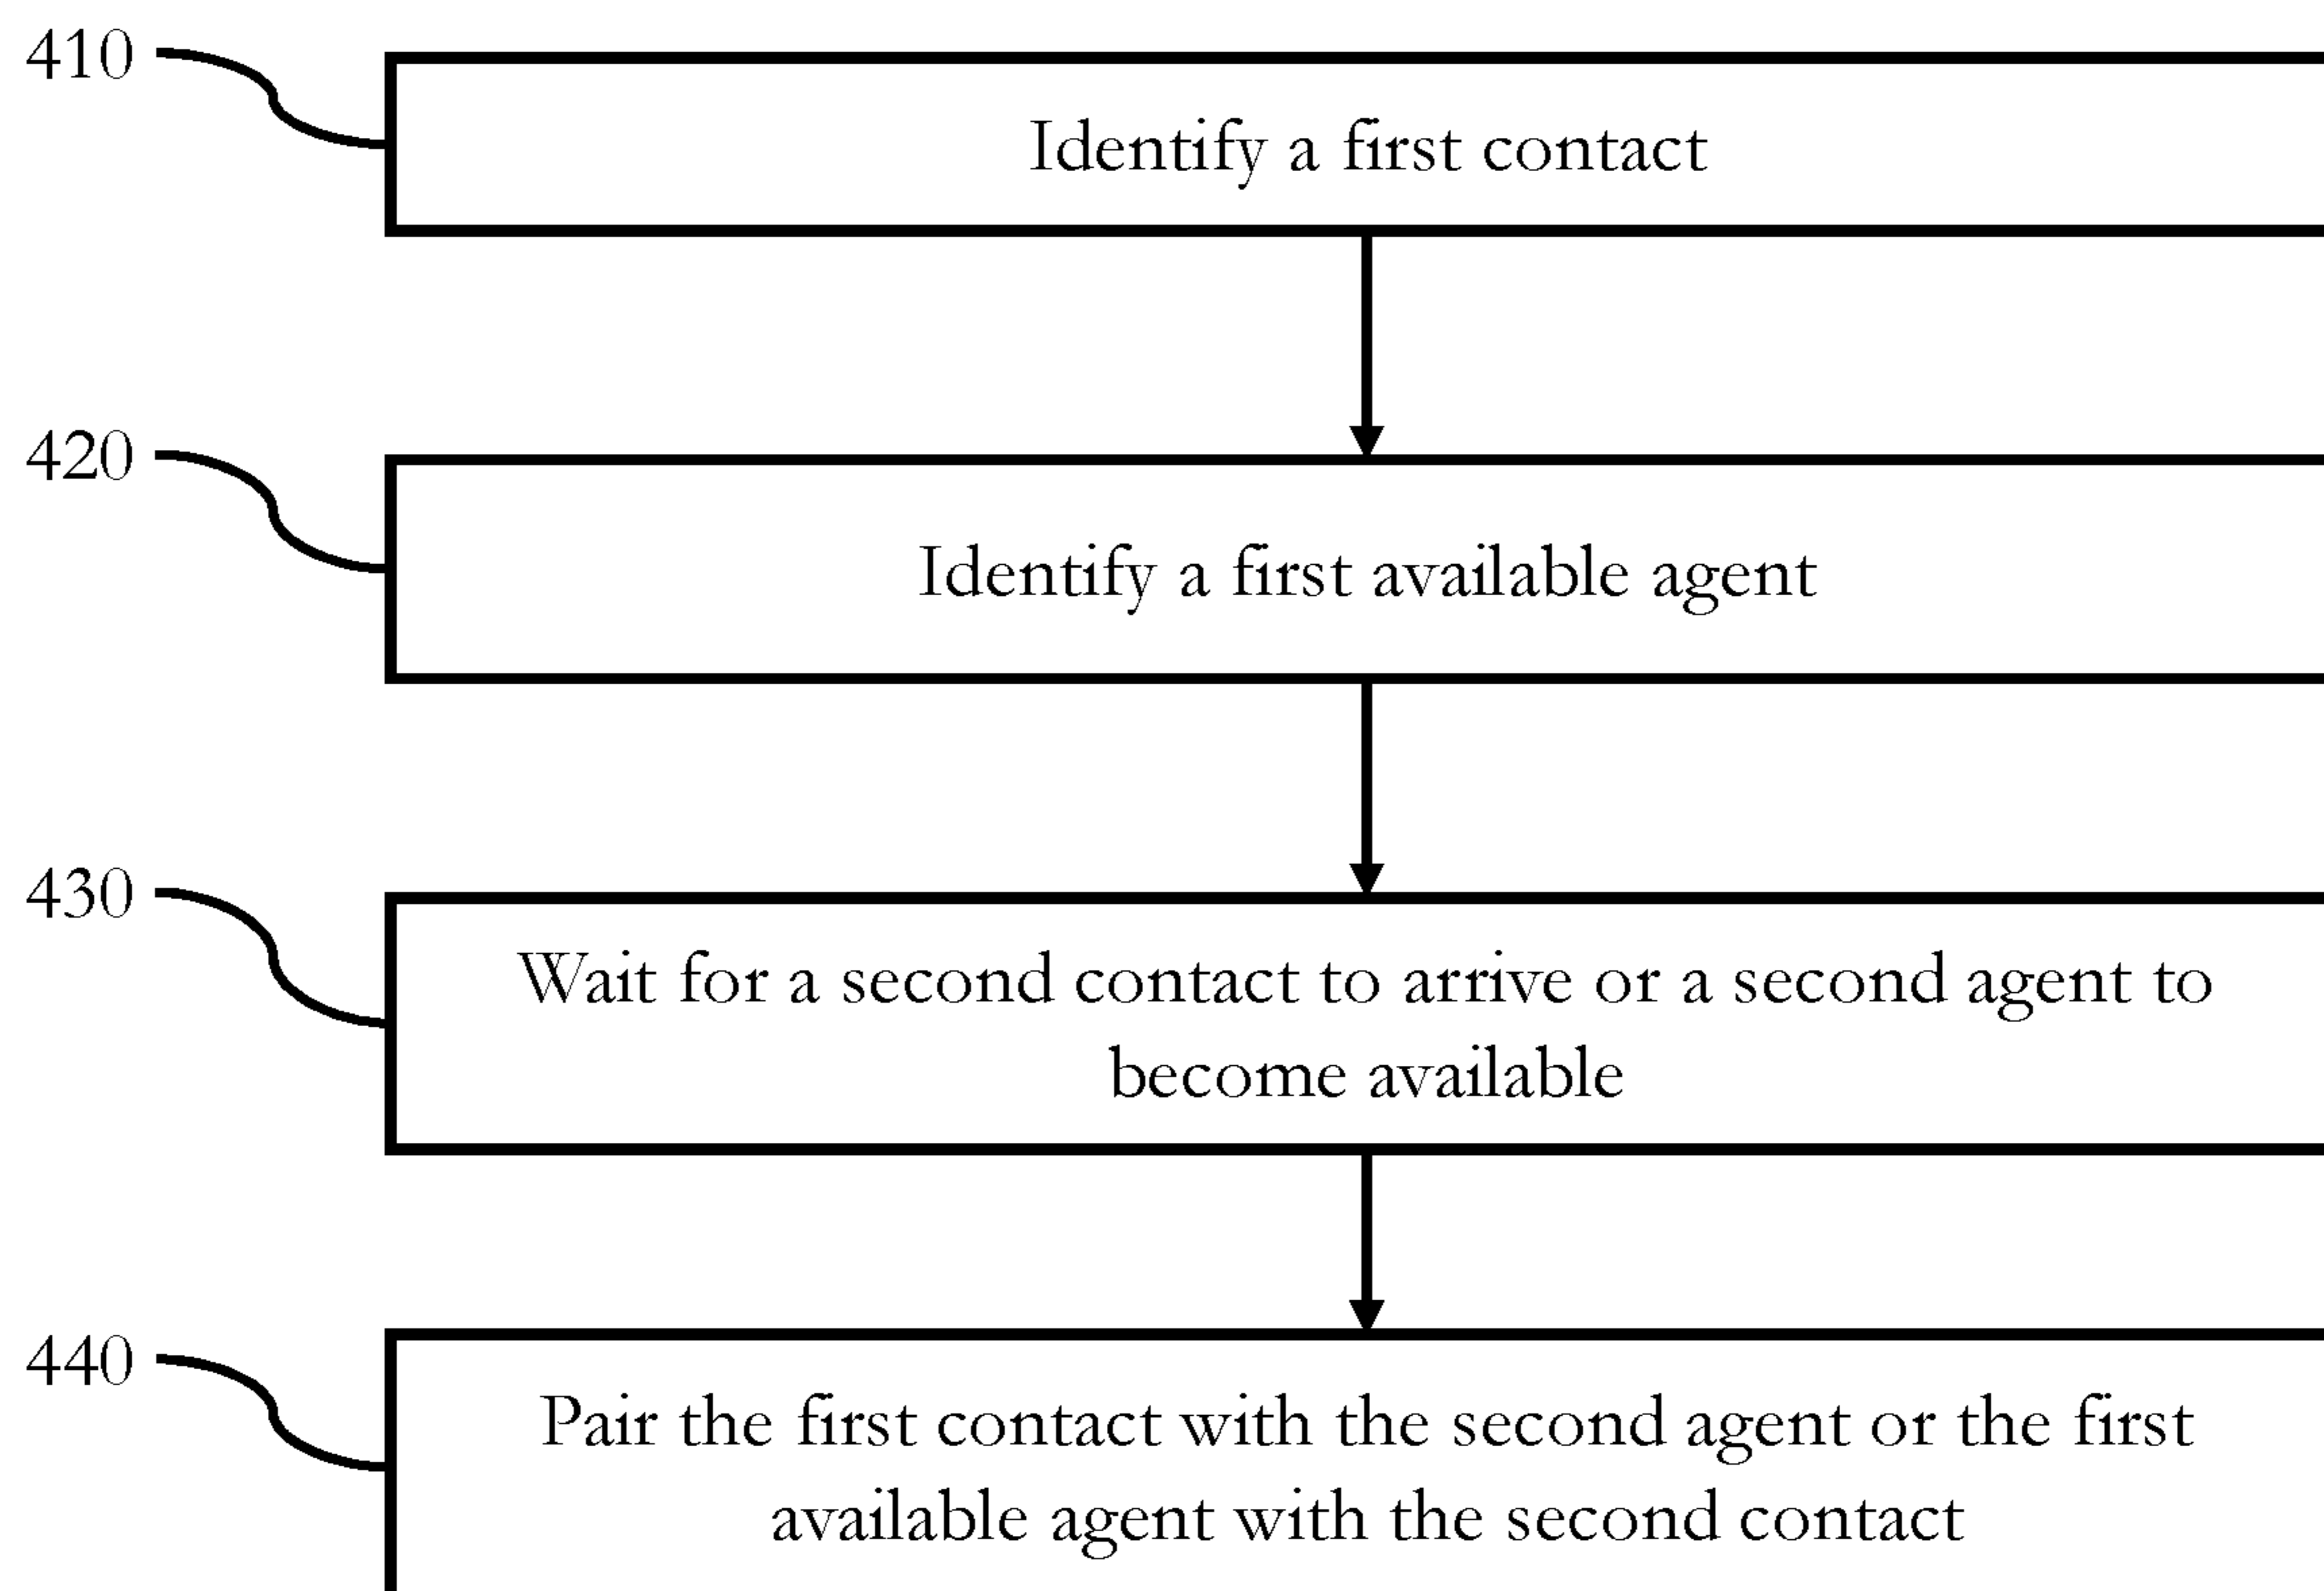 410
Identify a first contact
420
Identify a first available agent
430
Wait for a second contact to arrive or a second agent to
become available
440
Pair the first contact with the second agent or the first
available agent with the second contact